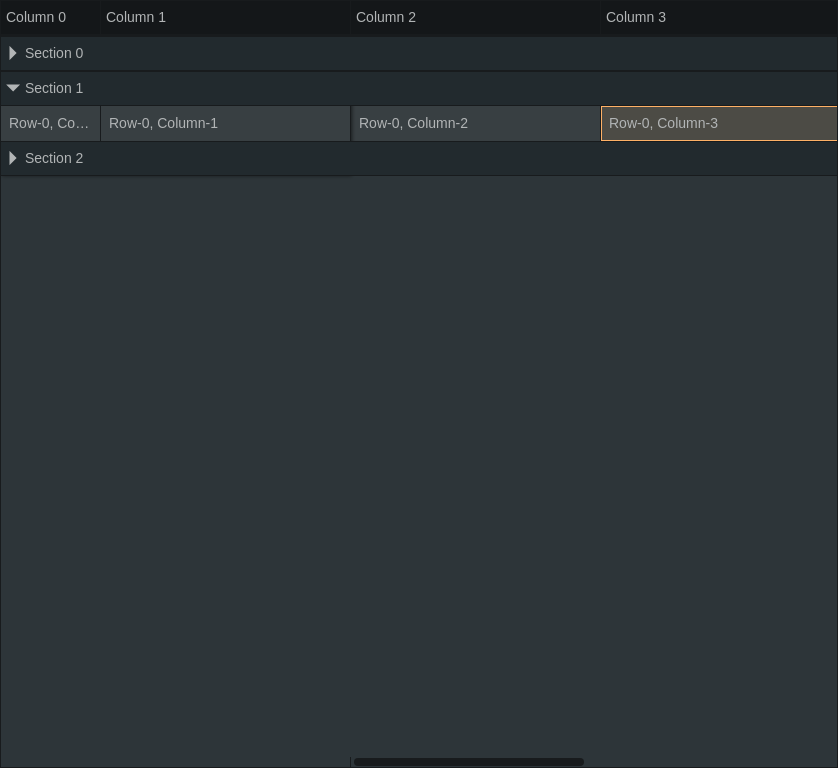 Column 0 Column 1 Column 2 Column 3
Section 0
Section 1
Row-0, Co... Row-0, Column-1 Row-0, Column-2 Row-0, Column-3
Section 2